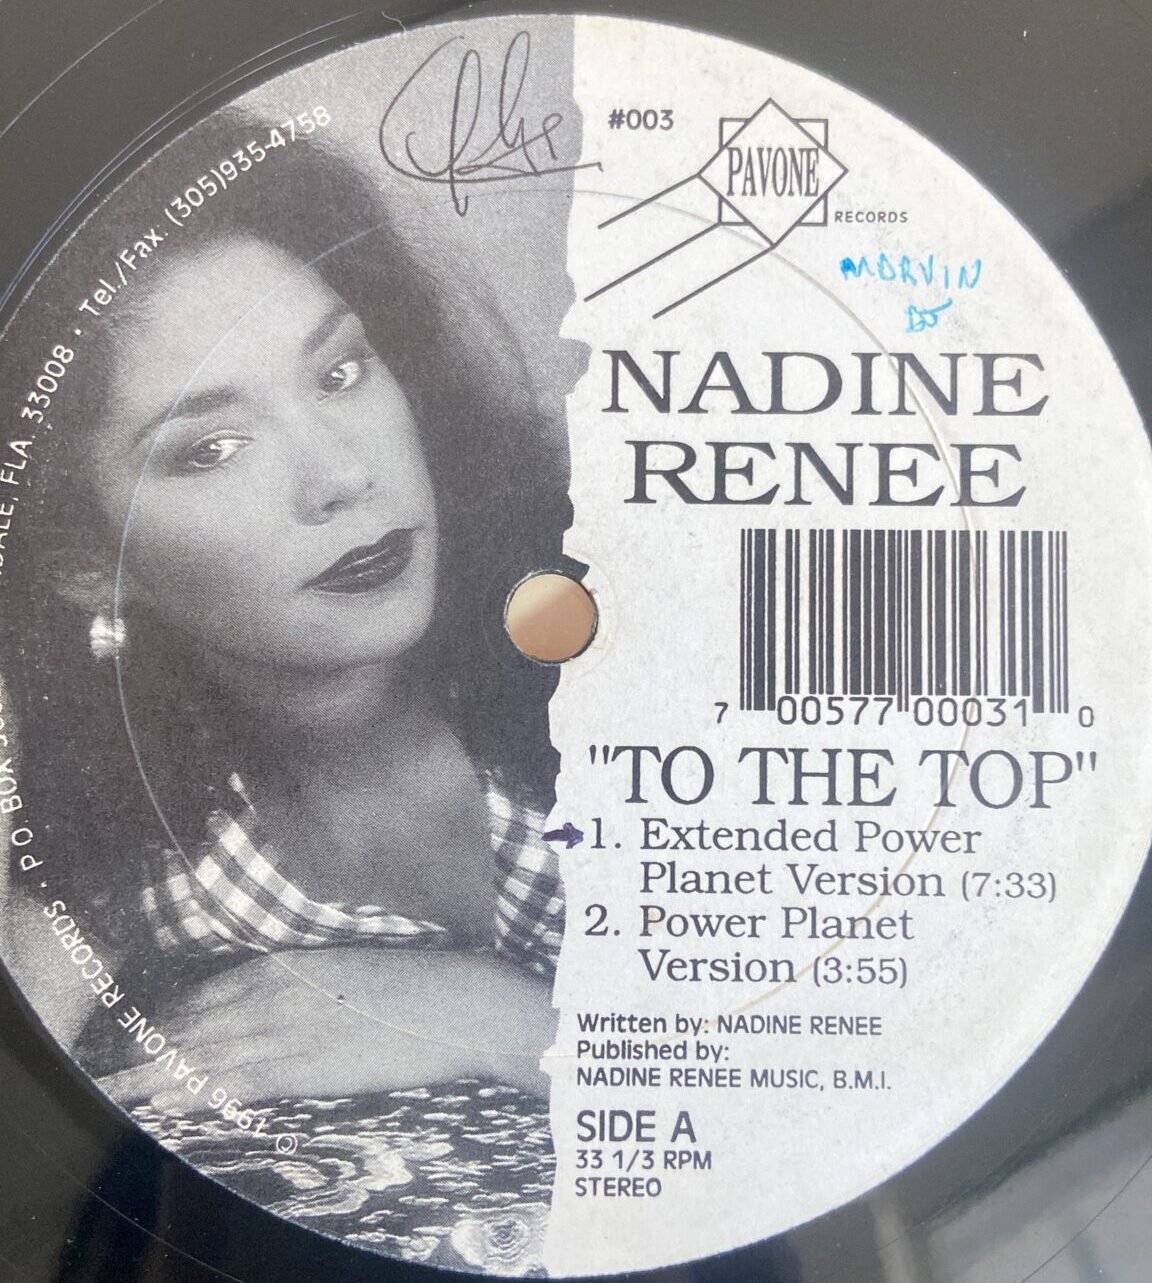 #003
PAVONE
RECORDS
MORVIN
DJ
NADINE
RENEE
7 00577 00031 0
"TO THE TOP"
1. Extended Power
Planet Version (7:33)
2. Power Planet
Version (3:55)
Written by: NADINE RENEE
Published by:
NADINE RENEE MUSIC, B.M.I.
SIDE A
33 1/3 RPM
STEREO
© 1996 PAVONE RECORDS, P.O. BOX FLA. 33008 • Tel./Fax. (305)935-4758